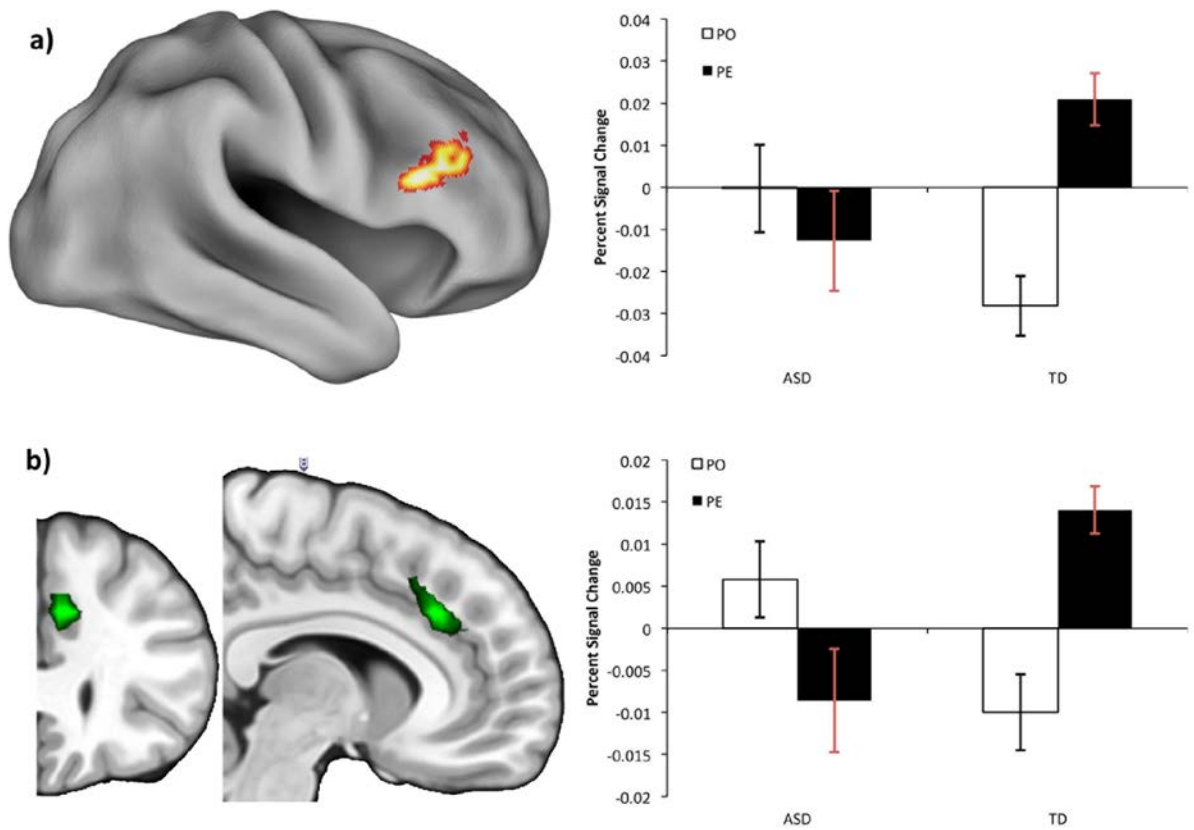 a)
0.04
0.03
0.02
0.01
0
-0.01
-0.02
-0.03
-0.04
Percent Signal Change
PO
PE
ASD
TD
b)
0.02
0.015
0.01
0.005
0
-0.005
-0.01
-0.015
-0.02
Percent Signal Change
PO
PE
ASD
TD